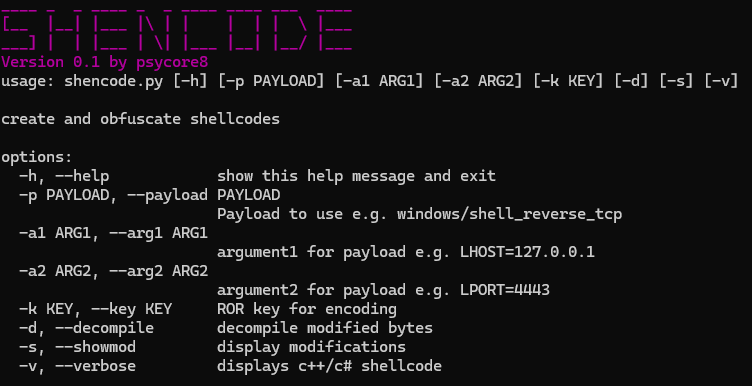 SHENCODE
Version 0.1 by psycore8
usage: shencode.py [-h] [-p PAYLOAD] [-a1 ARG1] [-a2 ARG2] [-k KEY] [-d] [-s] [-v]
create and obfuscate shellcodes
options:
-h, --help show this help message and exit
-p PAYLOAD, --payload PAYLOAD
Payload to use e.g. windows/shell_reverse_tcp
-a1 ARG1, --arg1 ARG1
argument1 for payload e.g. LHOST=127.0.0.1
-a2 ARG2, --arg2 ARG2
argument2 for payload e.g. LPORT=4443
-k KEY, --key KEY ROR key for encoding
-d, --decompile decompile modified bytes
-s, --showmod display modifications
-v, --verbose displays c++/c# shellcode